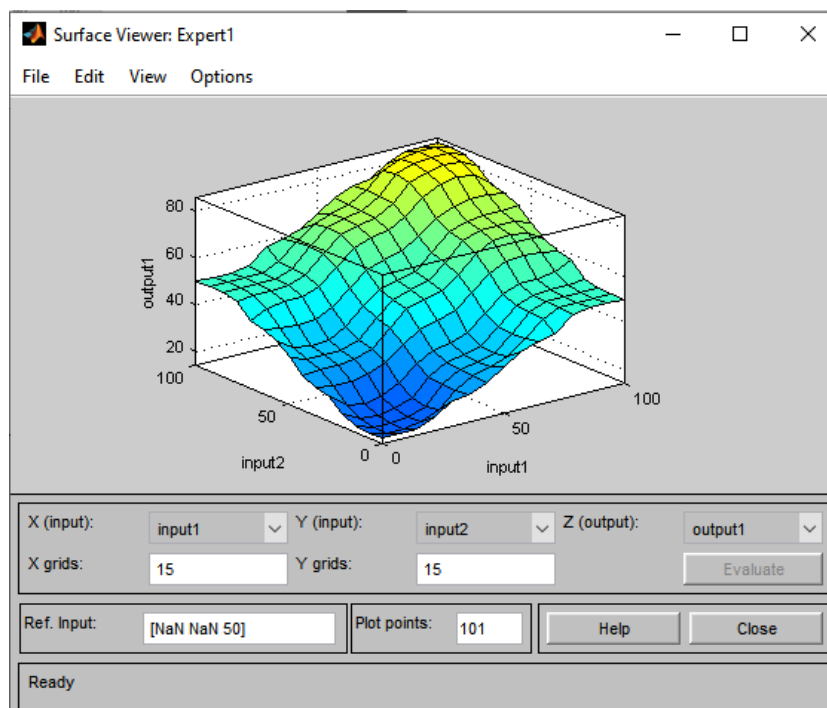 Surface Viewer: Expert1
File Edit View Options
80
60
40
20
output1
100
50
0
input2
0
50
100
input1
X (input): input1 Y (input): input2 Z (output): output1
X grids: 15 Y grids: 15 Evaluate
Ref. Input: [NaN NaN 50] Plot points: 101 Help Close
Ready